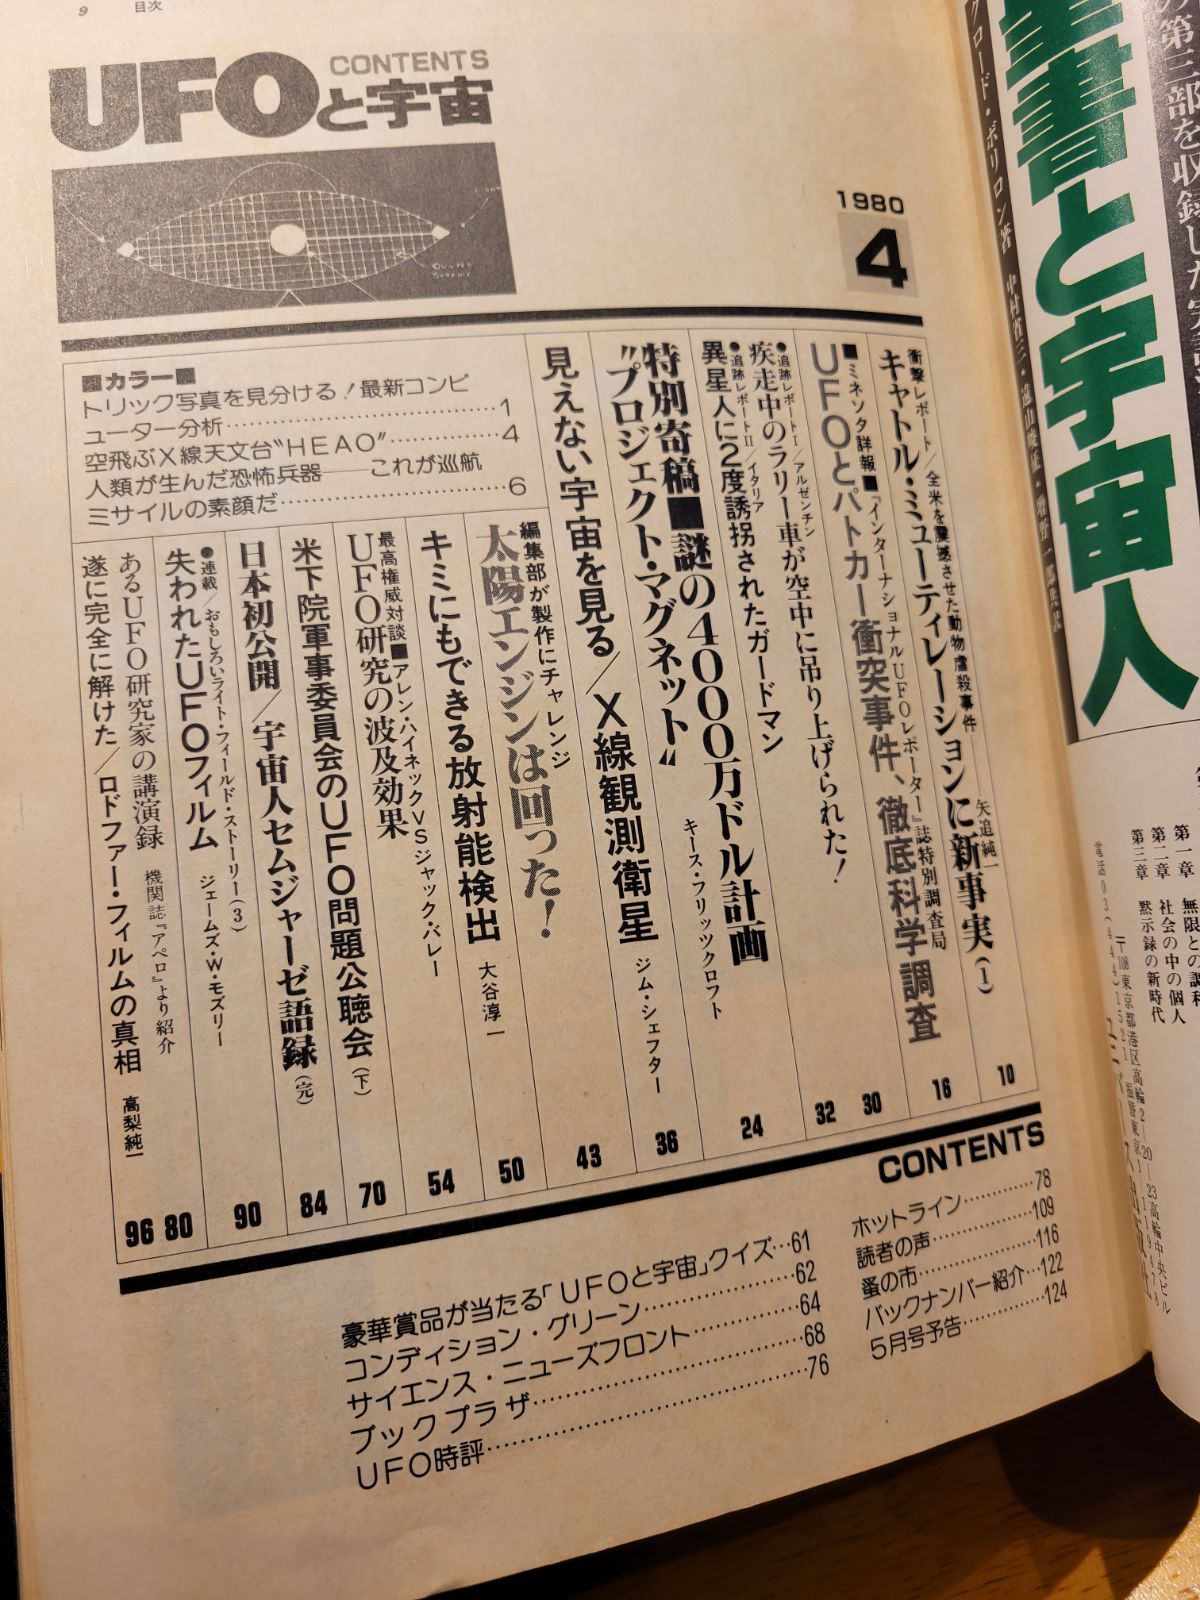 9
目次
CONTENTS
UFOと宇宙
1980
4
■カラー■
トリック写真を見分ける！最新コンピ
ューター分析……1
空飛ぶX線天文台“HEAO”……4
人類が生んだ恐怖兵器——これが巡航
ミサイルの素顔だ……6
衝撃レポート/全米を震撼させた動物虐殺事件
キャトル・ミューティレーションに新事実(1)
矢追純一
10
■ミネソタ詳報■『インターナショナルUFOレポーター』誌特別調査局
UFOとパトカー衝突事件、徹底科学調査
16
●追跡レポートI/アルゼンチン
疾走中のラリー車が空中に吊り上げられた！
30
●追跡レポートII/イタリア
異星人に2度誘拐されたガードマン
32
特別寄稿■謎の4000万ドル計画
“プロジェクト・マグネット”
キース・フリッツクロフト
24
見えない宇宙を見る/X線観測衛星
ジム・シェフター
36
編集部が製作にチャレンジ
太陽エンジンは回った！
43
キミにもできる放射能検出
大谷淳一
50
最高権威対談■アレン・ハイネックVSジャック・バレー
UFO研究の波及効果
54
米下院軍事委員会のUFO問題公聴会(下)
70
日本初公開/宇宙人セムジャーゼ語録(完)
84
●連載/おもしろいライト・フィールド・ストーリー(3)
失われたUFOフィルム
ジェームズ・W・モズリー
90
あるUFO研究家の講演録
機関誌『アペロ』より紹介
80
遂に完全に解けた/ロドファー・フィルムの真相
高梨純一
96
CONTENTS
豪華賞品が当たる「UFOと宇宙」クイズ…61
コンディション・グリーン……62
サイエンス・ニューズフロント……64
ブックプラザ……68
UFO時評……76
ホットライン……78
読者の声……109
蚤の市……116
バックナンバー紹介…122
5月号予告……124
の第三部を収録した
聖書と宇宙人
クロード・ボリロン著
第一章
無限との調和
第二章
社会の中の個人
第三章
黙示録の新時代
〒108東京都港区高輪2-20-23高輪中央ビル